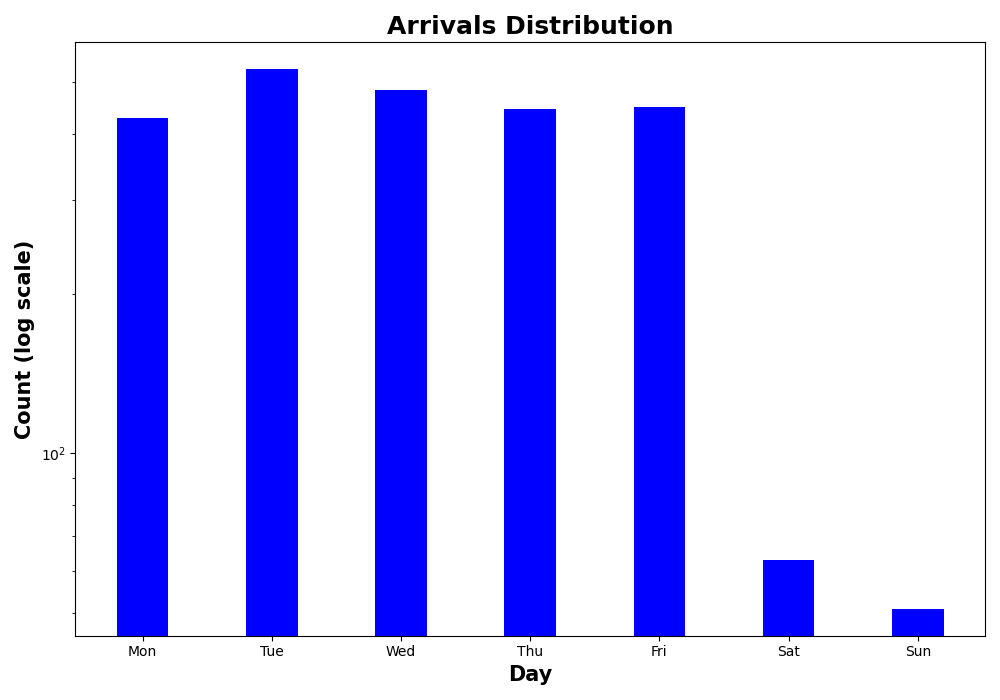 Arrivals Distribution
Count (log scale)
10²
Mon Tue Wed Thu Fri Sat Sun
Day